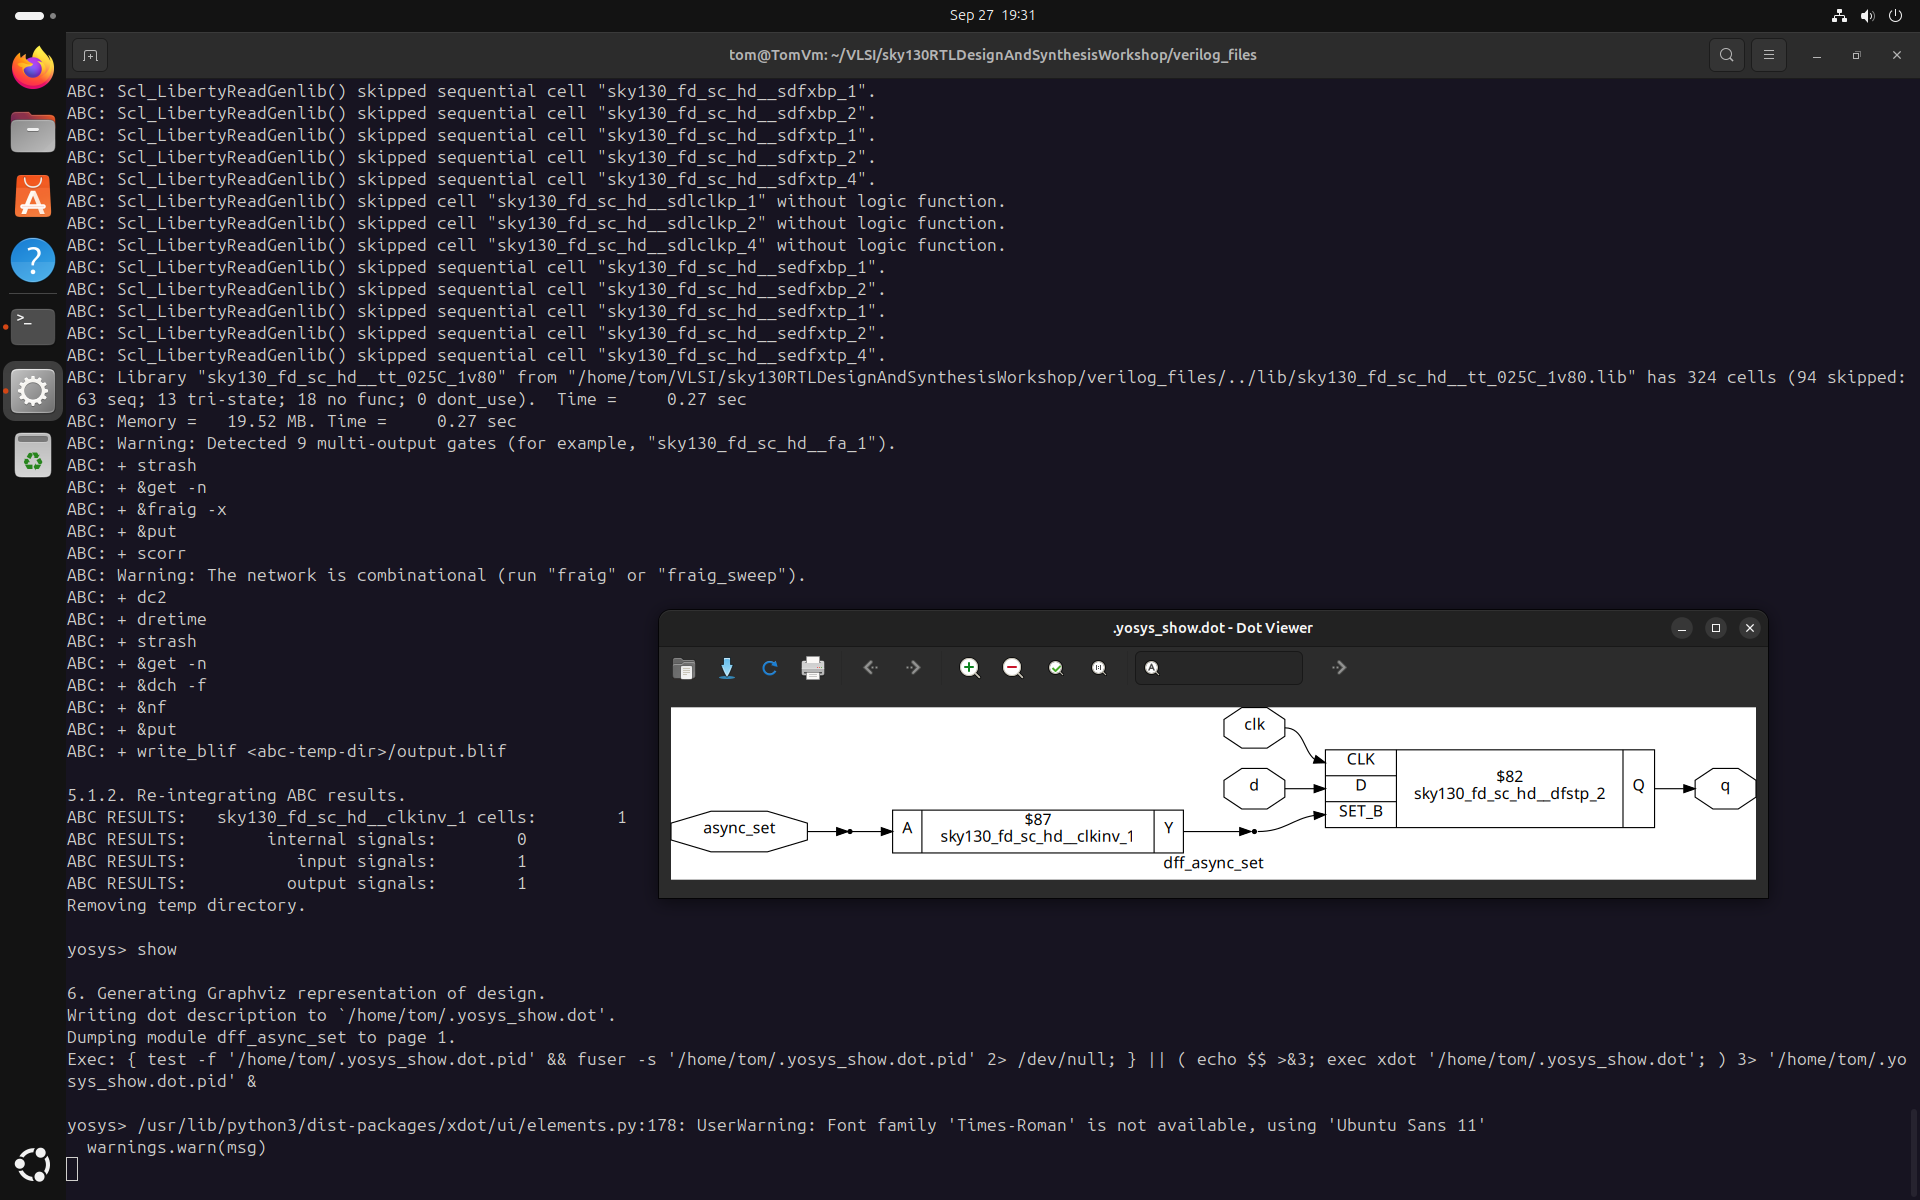 Sep 27 19:31
tom@TomVm: ~/VLSI/sky130RTLDesignAndSynthesisWorkshop/verilog_files
ABC: Scl_LibertyReadGenlib() skipped sequential cell "sky130_fd_sc_hd__sdfxbp_1".
ABC: Scl_LibertyReadGenlib() skipped sequential cell "sky130_fd_sc_hd__sdfxbp_2".
ABC: Scl_LibertyReadGenlib() skipped sequential cell "sky130_fd_sc_hd__sdfxtp_1".
ABC: Scl_LibertyReadGenlib() skipped sequential cell "sky130_fd_sc_hd__sdfxtp_2".
ABC: Scl_LibertyReadGenlib() skipped sequential cell "sky130_fd_sc_hd__sdfxtp_4".
ABC: Scl_LibertyReadGenlib() skipped cell "sky130_fd_sc_hd__sdlclkp_1" without logic function.
ABC: Scl_LibertyReadGenlib() skipped cell "sky130_fd_sc_hd__sdlclkp_2" without logic function.
ABC: Scl_LibertyReadGenlib() skipped cell "sky130_fd_sc_hd__sdlclkp_4" without logic function.
ABC: Scl_LibertyReadGenlib() skipped sequential cell "sky130_fd_sc_hd__sedfxbp_1".
ABC: Scl_LibertyReadGenlib() skipped sequential cell "sky130_fd_sc_hd__sedfxbp_2".
ABC: Scl_LibertyReadGenlib() skipped sequential cell "sky130_fd_sc_hd__sedfxtp_1".
ABC: Scl_LibertyReadGenlib() skipped sequential cell "sky130_fd_sc_hd__sedfxtp_2".
ABC: Scl_LibertyReadGenlib() skipped sequential cell "sky130_fd_sc_hd__sedfxtp_4".
ABC: Library "sky130_fd_sc_hd__tt_025C_1v80" from "/home/tom/VLSI/sky130RTLDesignAndSynthesisWorkshop/verilog_files/../lib/sky130_fd_sc_hd__tt_025C_1v80.lib" has 324 cells (94 skipped:
63 seq; 13 tri-state; 18 no func; 0 dont_use).  Time =     0.27 sec
ABC: Memory =   19.52 MB. Time =     0.27 sec
ABC: Warning: Detected 9 multi-output gates (for example, "sky130_fd_sc_hd__fa_1").
ABC: + strash
ABC: + &get -n
ABC: + &fraig -x
ABC: + &put
ABC: + scorr
ABC: Warning: The network is combinational (run "fraig" or "fraig_sweep").
ABC: + dc2
ABC: + dretime
ABC: + strash
ABC: + &get -n
ABC: + &dch -f
ABC: + &nf
ABC: + &put
ABC: + write_blif <abc-temp-dir>/output.blif
5.1.2. Re-integrating ABC results.
ABC RESULTS:   sky130_fd_sc_hd__clkinv_1 cells:        1
ABC RESULTS:        internal signals:        0
ABC RESULTS:           input signals:        1
ABC RESULTS:          output signals:        1
Removing temp directory.
yosys> show
6. Generating Graphviz representation of design.
Writing dot description to `/home/tom/.yosys_show.dot'.
Dumping module dff_async_set to page 1.
Exec: { test -f '/home/tom/.yosys_show.dot.pid' && fuser -s '/home/tom/.yosys_show.dot.pid' 2> /dev/null; } || ( echo $$ >&3; exec xdot '/home/tom/.yosys_show.dot'; ) 3> '/home/tom/.yo
sys_show.dot.pid' &
yosys> /usr/lib/python3/dist-packages/xdot/ui/elements.py:178: UserWarning: Font family 'Times-Roman' is not available, using 'Ubuntu Sans 11'
warnings.warn(msg)
.yosys_show.dot - Dot Viewer
clk
CLK
d
D
$82
sky130_fd_sc_hd__dfstp_2
Q
q
SET_B
async_set
A
$87
sky130_fd_sc_hd__clkinv_1
Y
dff_async_set